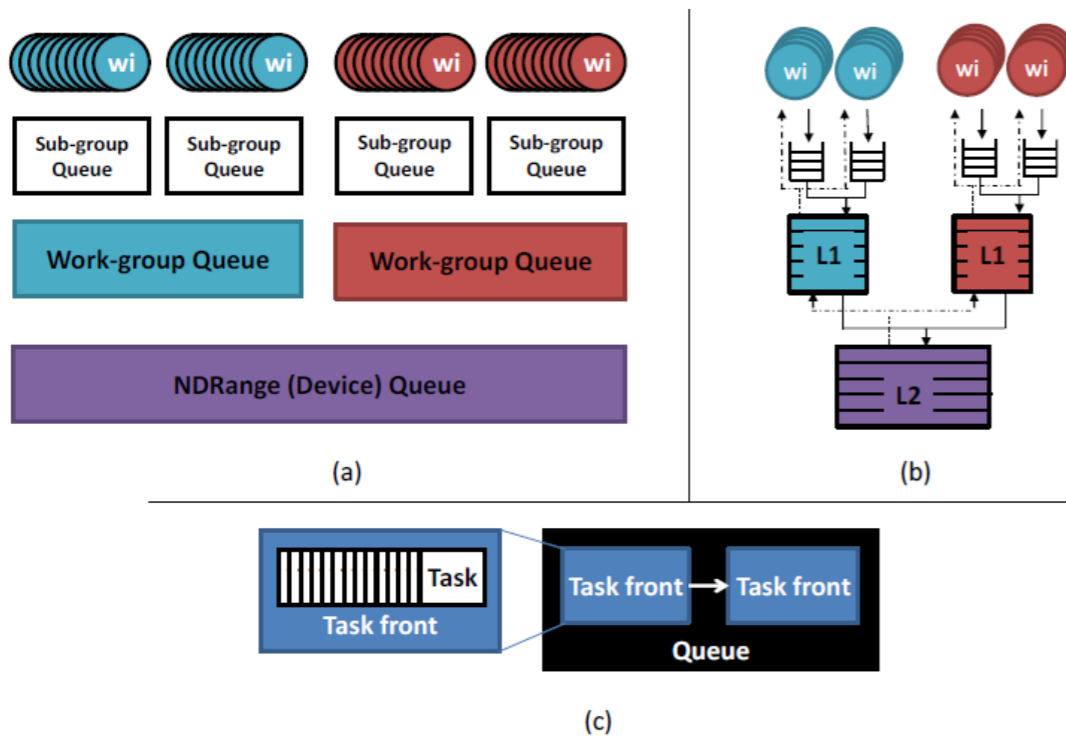 wi wi wi wi
Sub-group Queue
Sub-group Queue
Sub-group Queue
Sub-group Queue
Work-group Queue
Work-group Queue
NDRange (Device) Queue
(a)
wi wi wi wi
L1 L1
L2
(b)
Task
Task front
Task front Task front
Queue
(c)